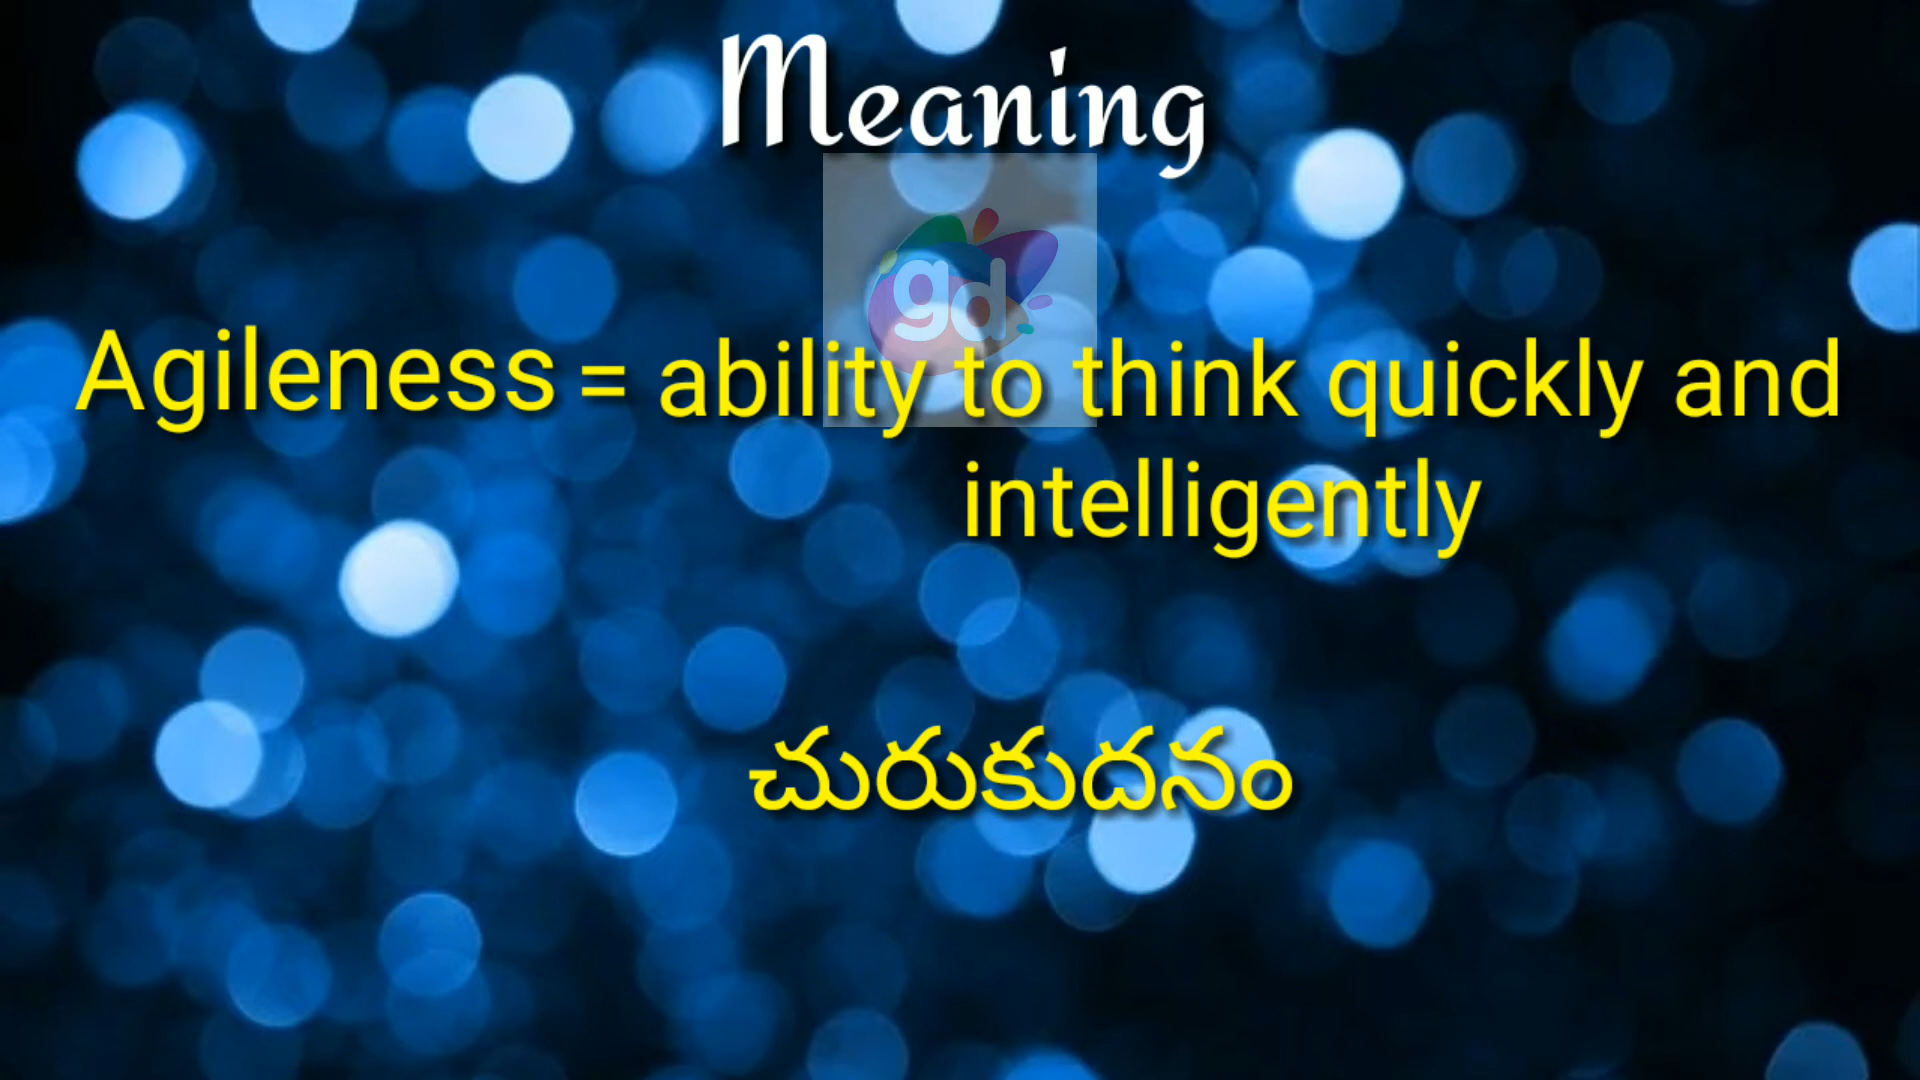 Meaning
gd
Agileness = ability to think quickly and
intelligently
చురుకుదనం